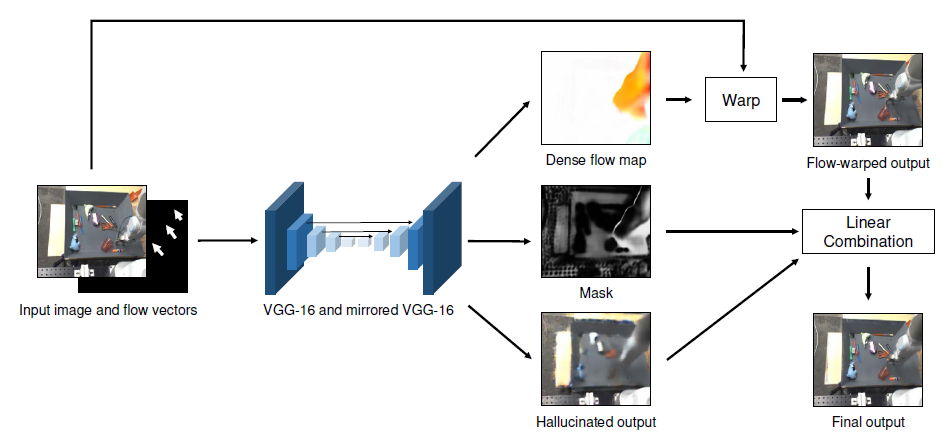 Input image and flow vectors
VGG-16 and mirrored VGG-16
Dense flow map
Warp
Flow-warped output
Mask
Linear
Combination
Hallucinated output
Final output